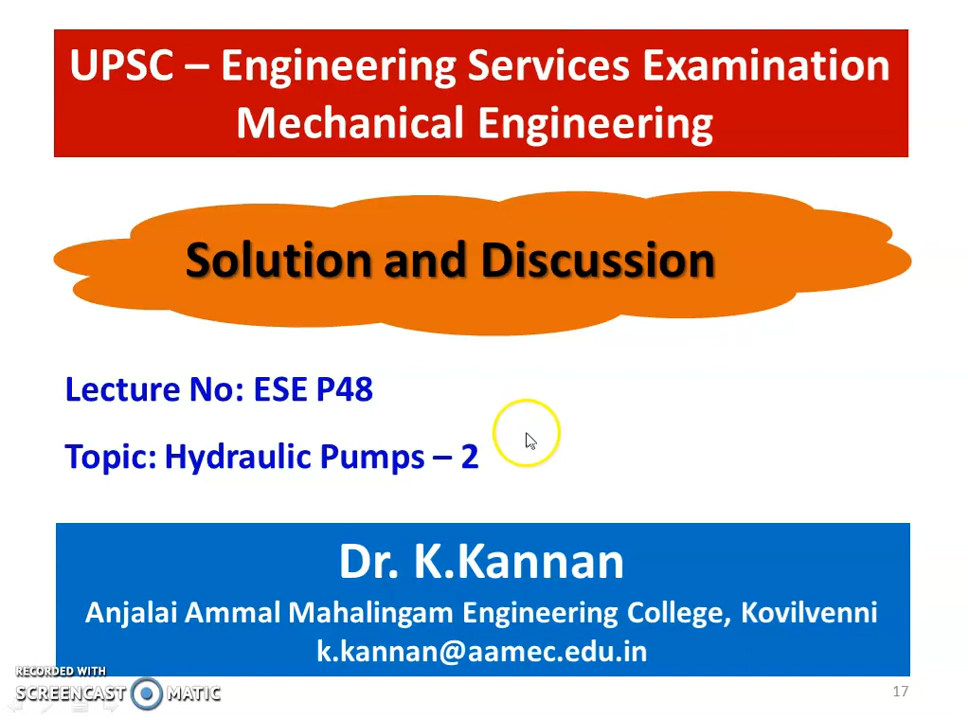 UPSC – Engineering Services Examination
Mechanical Engineering
Solution and Discussion
Lecture No: ESE P48
Topic: Hydraulic Pumps – 2
Dr. K.Kannan
Anjalai Ammal Mahalingam Engineering College, Kovilvenni
k.kannan@aamec.edu.in
RECORDED WITH
SCREENCAST MATIC
17